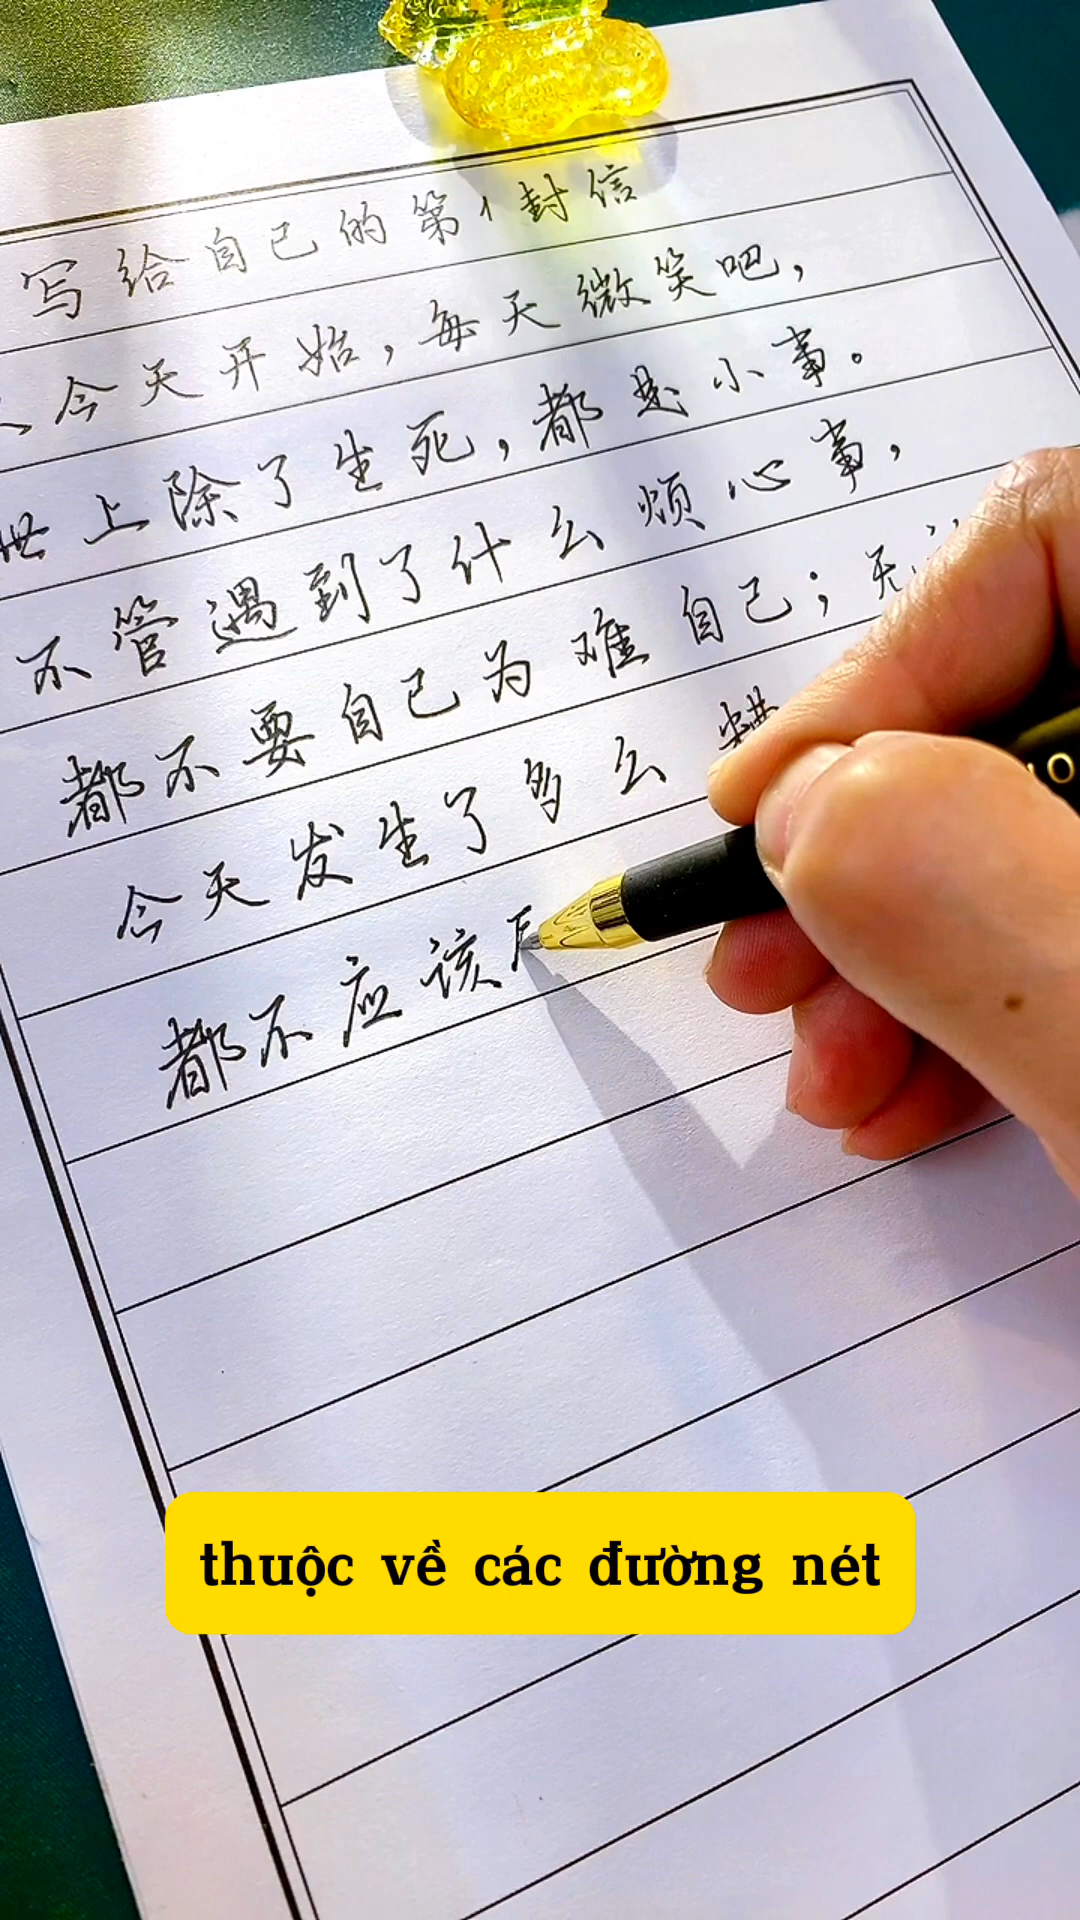 写给自己的第1封信
今天开始，每天微笑吧，
世上除了生死，都是小事。
不管遇到了什么烦心事，
都不要自己为难自己；无
今天发生了多么
都不应该
thuộc về các đường nét